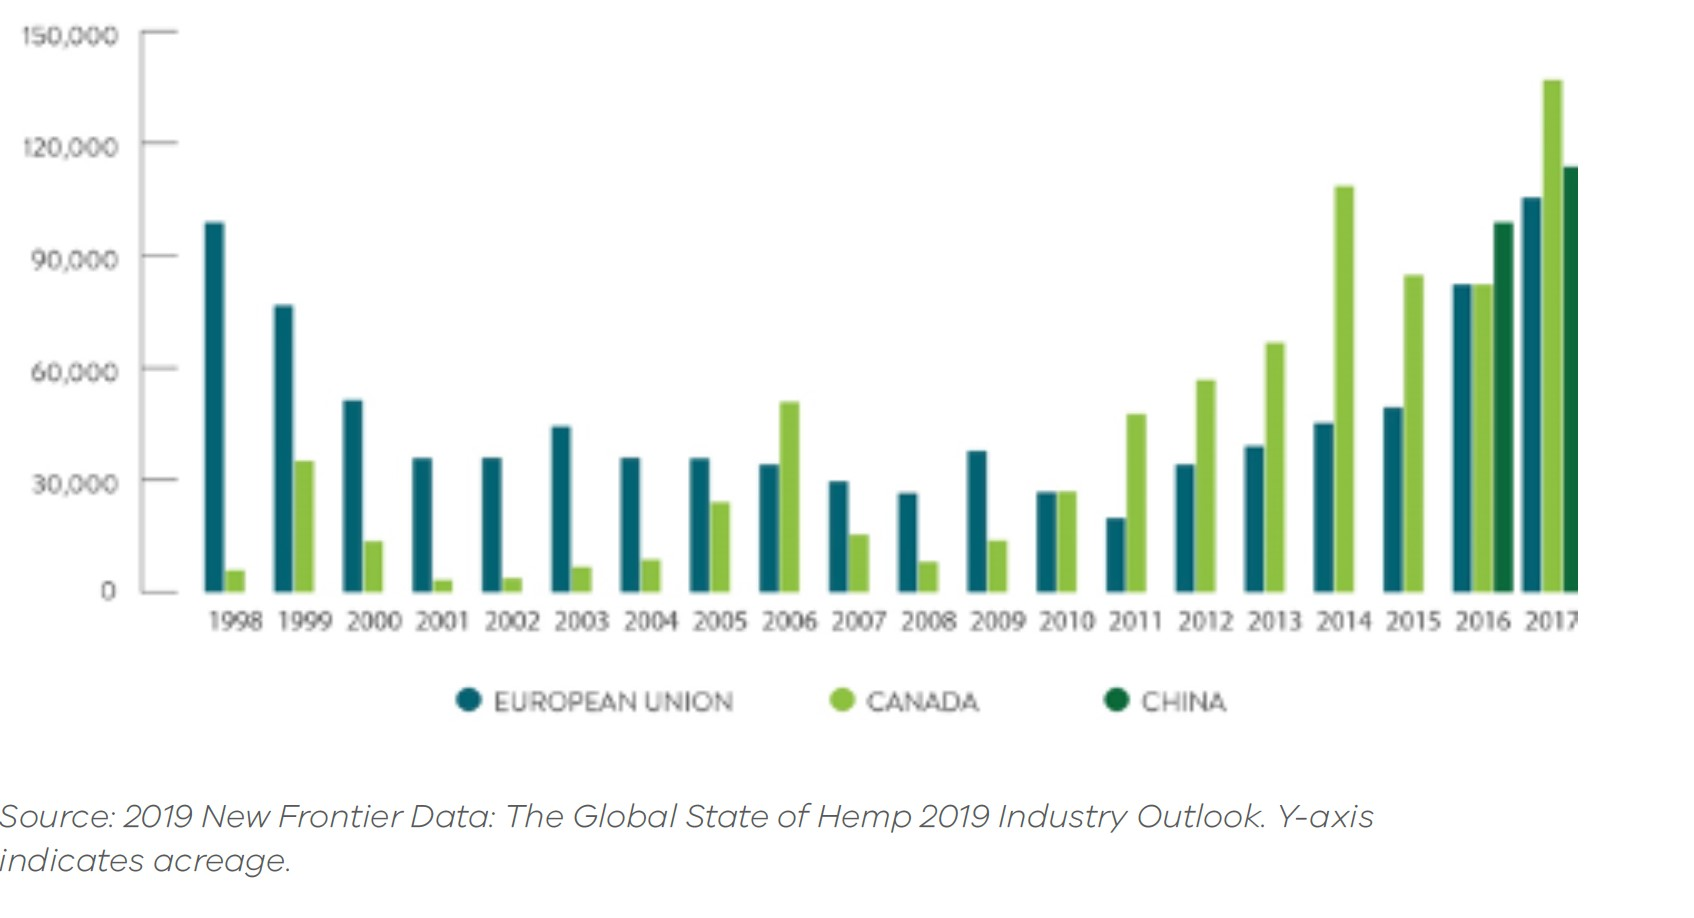 150,000
120,000
90,000
60,000
30,000
0
1998 1999 2000 2001 2002 2003 2004 2005 2006 2007 2008 2009 2010 2011 2012 2013 2014 2015 2016 2017
EUROPEAN UNION CANADA CHINA
Source: 2019 New Frontier Data: The Global State of Hemp 2019 Industry Outlook. Y-axis
indicates acreage.